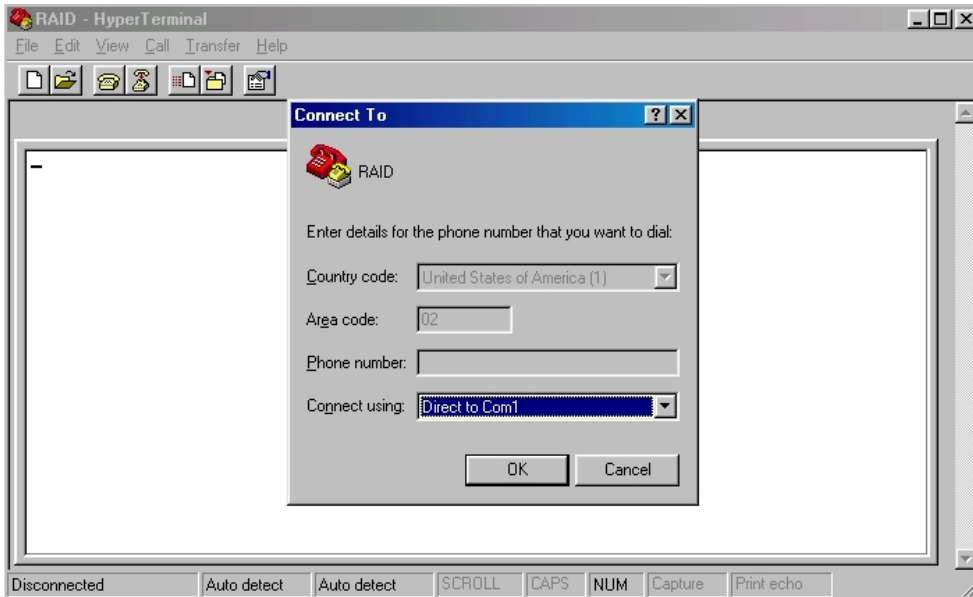 RAID - HyperTerminal
File Edit View Call Transfer Help
Connect To
RAID
Enter details for the phone number that you want to dial:
Country code: United States of America (1)
Area code: 02
Phone number:
Connect using: Direct to Com1
OK Cancel
Disconnected Auto detect Auto detect SCROLL CAPS NUM Capture Print echo